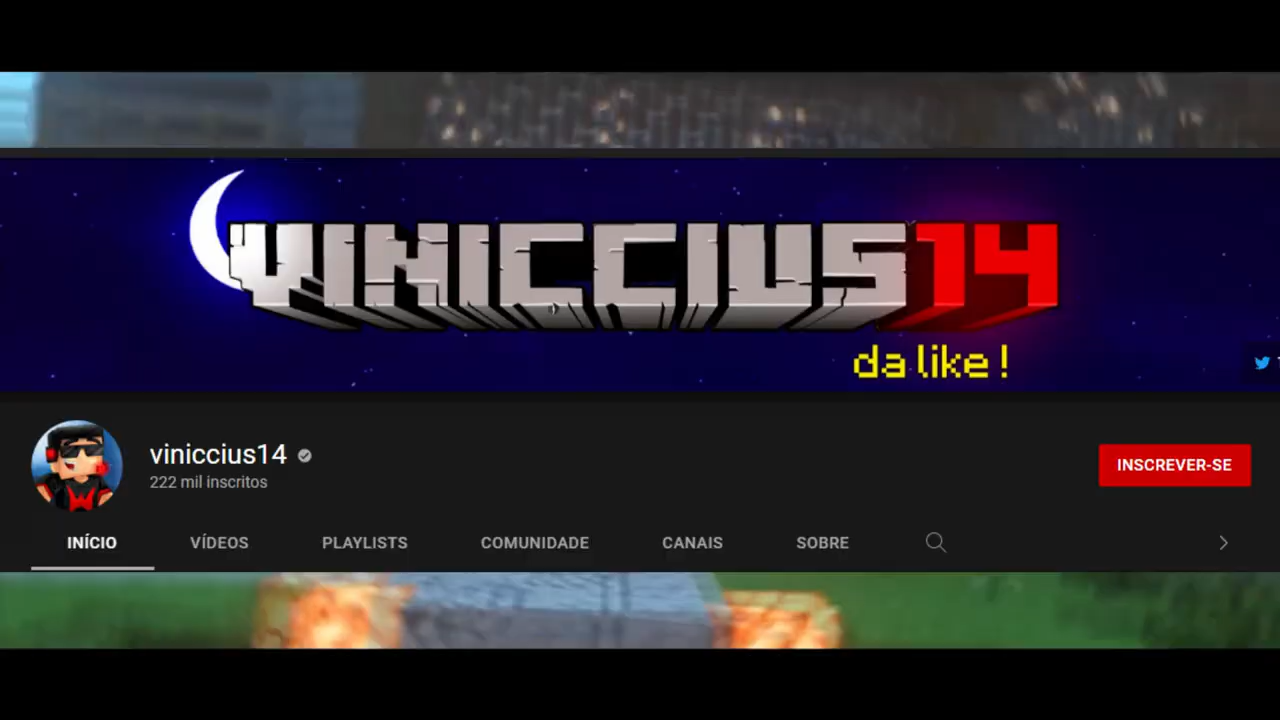 VINICCIUS14
da like !
viniccius14
222 mil inscritos
INSCREVER-SE
INÍCIO
VÍDEOS
PLAYLISTS
COMUNIDADE
CANAIS
SOBRE